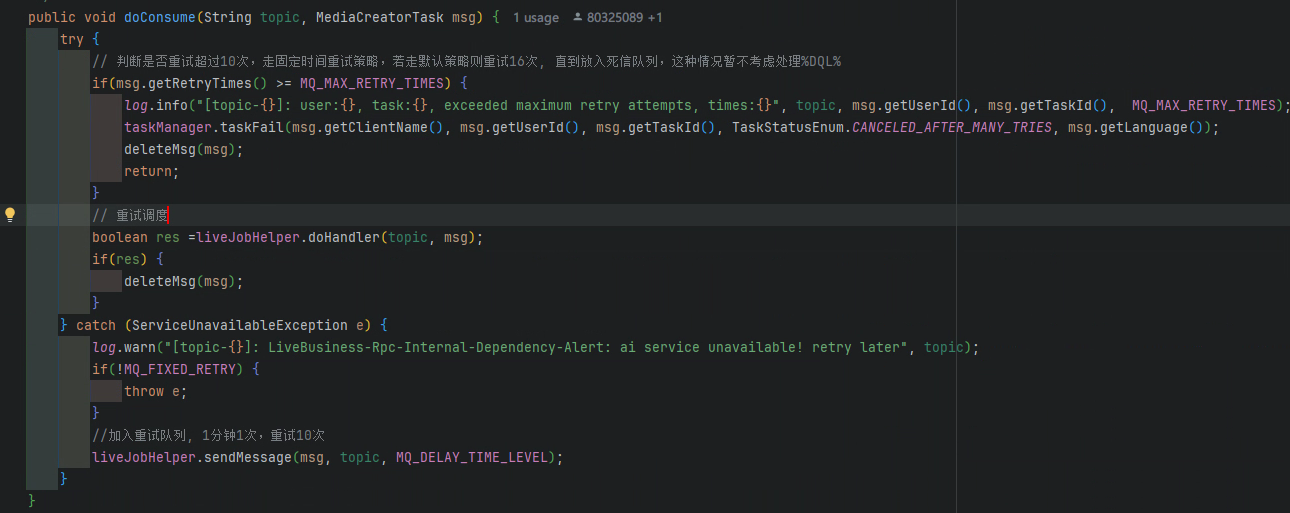 public void doConsume(String topic, MediaCreatorTask msg) { 1 usage 80325089 +1
try {
// 判断是否重试超过10次，走固定时间重试策略，若走默认策略则重试16次, 直到放入死信队列，这种情况暂不考虑处理%DQL%
if(msg.getRetryTimes() >= MQ_MAX_RETRY_TIMES) {
log.info("[topic-{}]: user:{}, task:{}, exceeded maximum retry attempts, times:{}", topic, msg.getUserId(), msg.getTaskId(), MQ_MAX_RETRY_TIMES);
taskManager.taskFail(msg.getClientName(), msg.getUserId(), msg.getTaskId(), TaskStatusEnum.CANCELED_AFTER_MANY_TRIES, msg.getLanguage());
deleteMsg(msg);
return;
}
// 重试调度
boolean res =liveJobHelper.doHandler(topic, msg);
if(res) {
deleteMsg(msg);
}
} catch (ServiceUnavailableException e) {
log.warn("[topic-{}]: LiveBusiness-Rpc-Internal-Dependency-Alert: ai service unavailable! retry later", topic);
if(!MQ_FIXED_RETRY) {
throw e;
}
//加入重试队列, 1分钟1次，重试10次
liveJobHelper.sendMessage(msg, topic, MQ_DELAY_TIME_LEVEL);
}
}